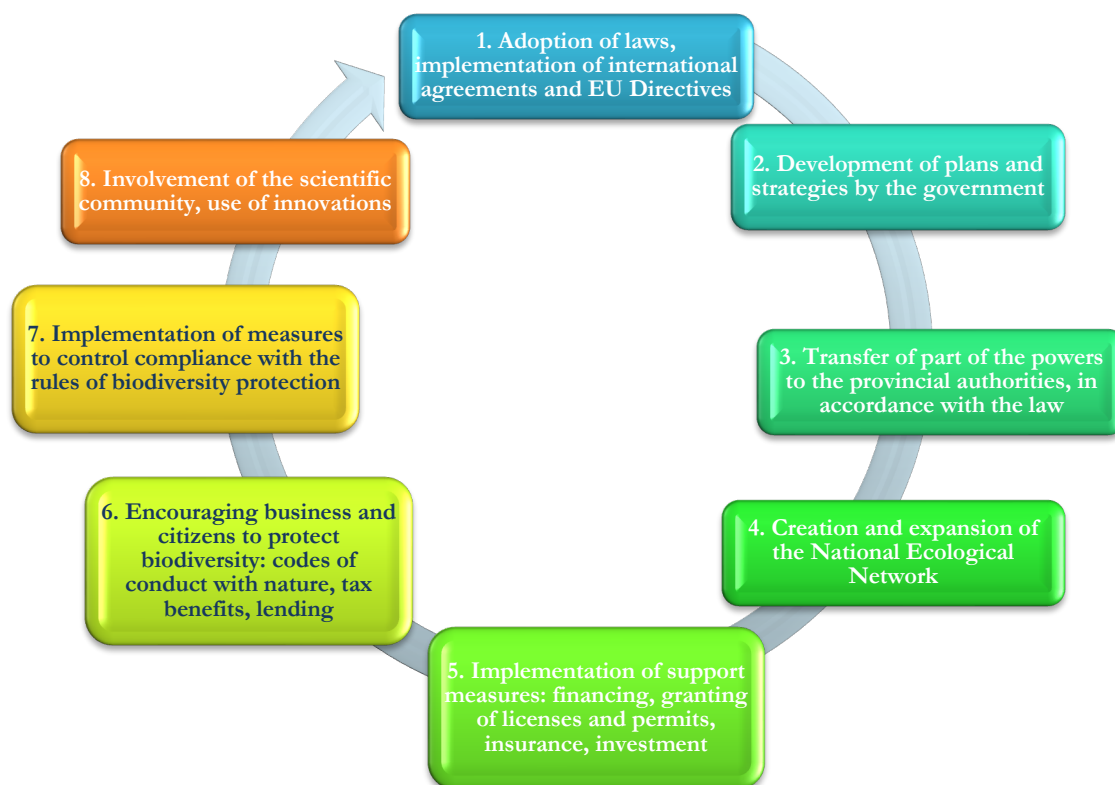 1. Adoption of laws,
implementation of international
agreements and EU Directives
2. Development of plans and
strategies by the government
3. Transfer of part of the powers
to the provincial authorities, in
accordance with the law
4. Creation and expansion of
the National Ecological
Network
5. Implementation of support
measures: financing, granting
of licenses and permits,
insurance, investment
6. Encouraging business and
citizens to protect
biodiversity: codes of
conduct with nature, tax
benefits, lending
7. Implementation of measures
to control compliance with the
rules of biodiversity protection
8. Involvement of the scientific
community, use of innovations